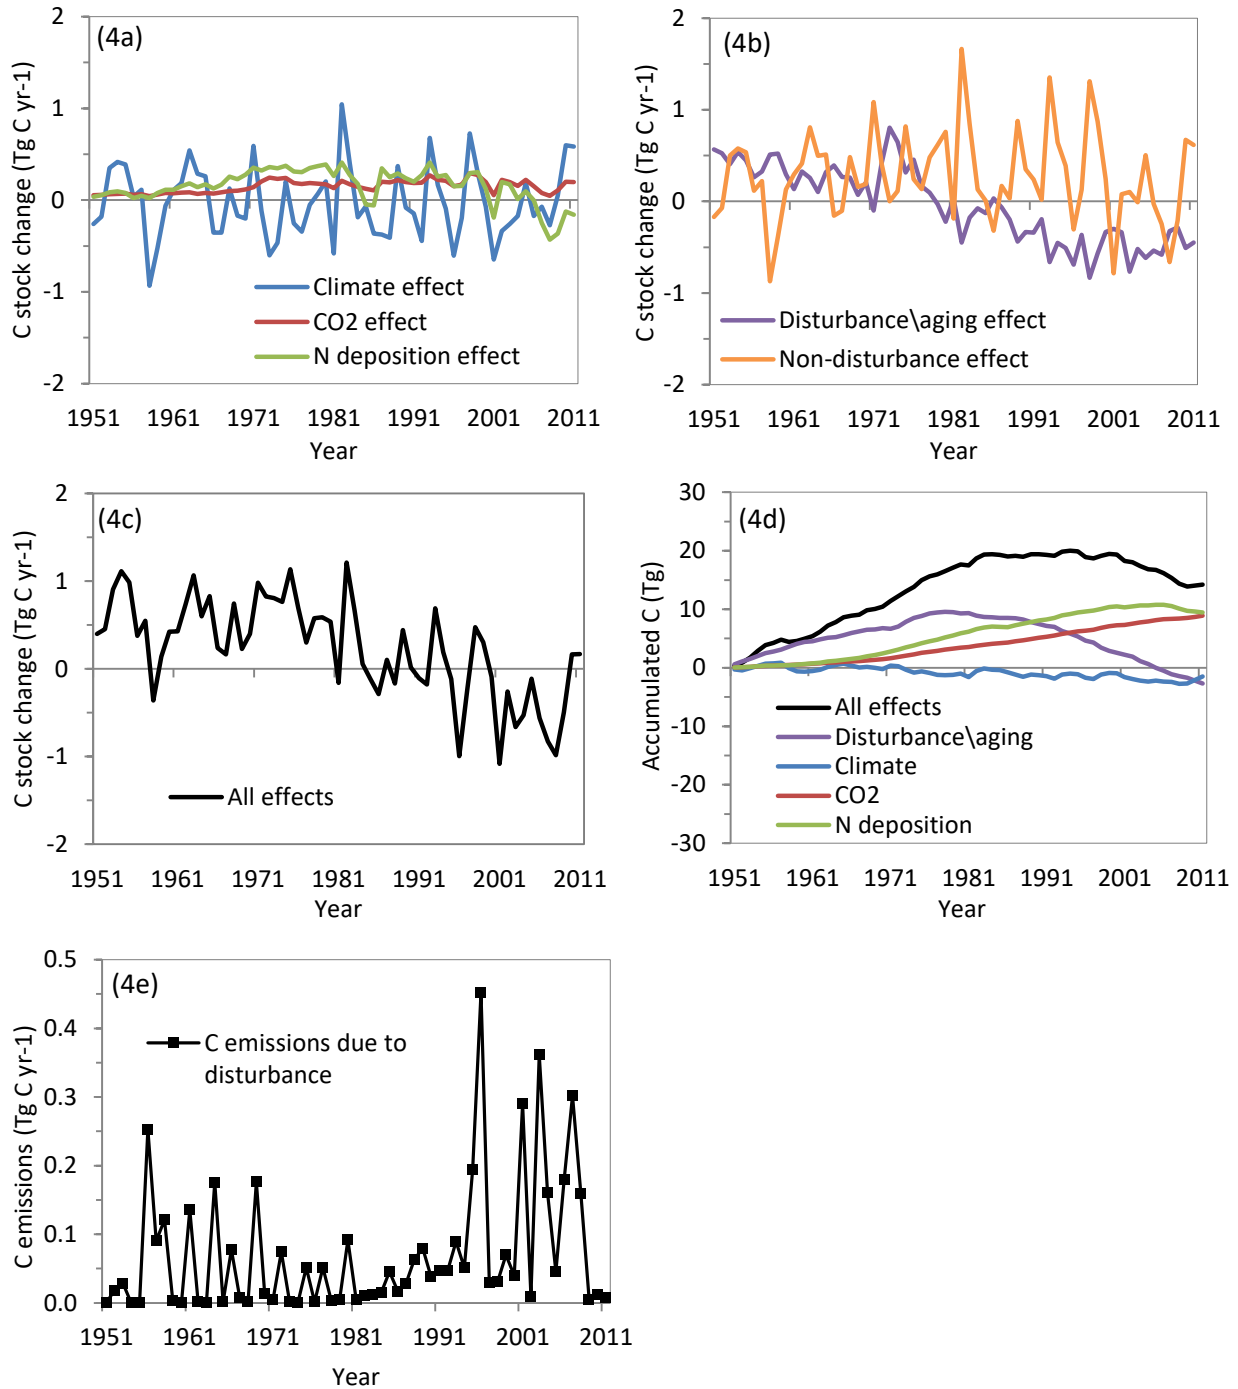 (4a)
C stock change (Tg C yr-1)
2
1
0
-1
-2
Climate effect
CO2 effect
N deposition effect
1951 1961 1971 1981 1991 2001 2011
Year
(4b)
C stock change (Tg C yr-1)
2
1
0
-1
-2
Disturbance\aging effect
Non-disturbance effect
1951 1961 1971 1981 1991 2001 2011
Year
(4c)
C stock change (Tg C yr-1)
2
1
0
-1
-2
All effects
1951 1961 1971 1981 1991 2001 2011
Year
(4d)
Accumulated C (Tg)
30
20
10
0
-10
-20
-30
All effects
Disturbance\aging
Climate
CO2
N deposition
1951 1961 1971 1981 1991 2001 2011
Year
(4e)
C emissions (Tg C yr-1)
0.5
0.4
0.3
0.2
0.1
0.0
C emissions due to
disturbance
1951 1961 1971 1981 1991 2001 2011
Year